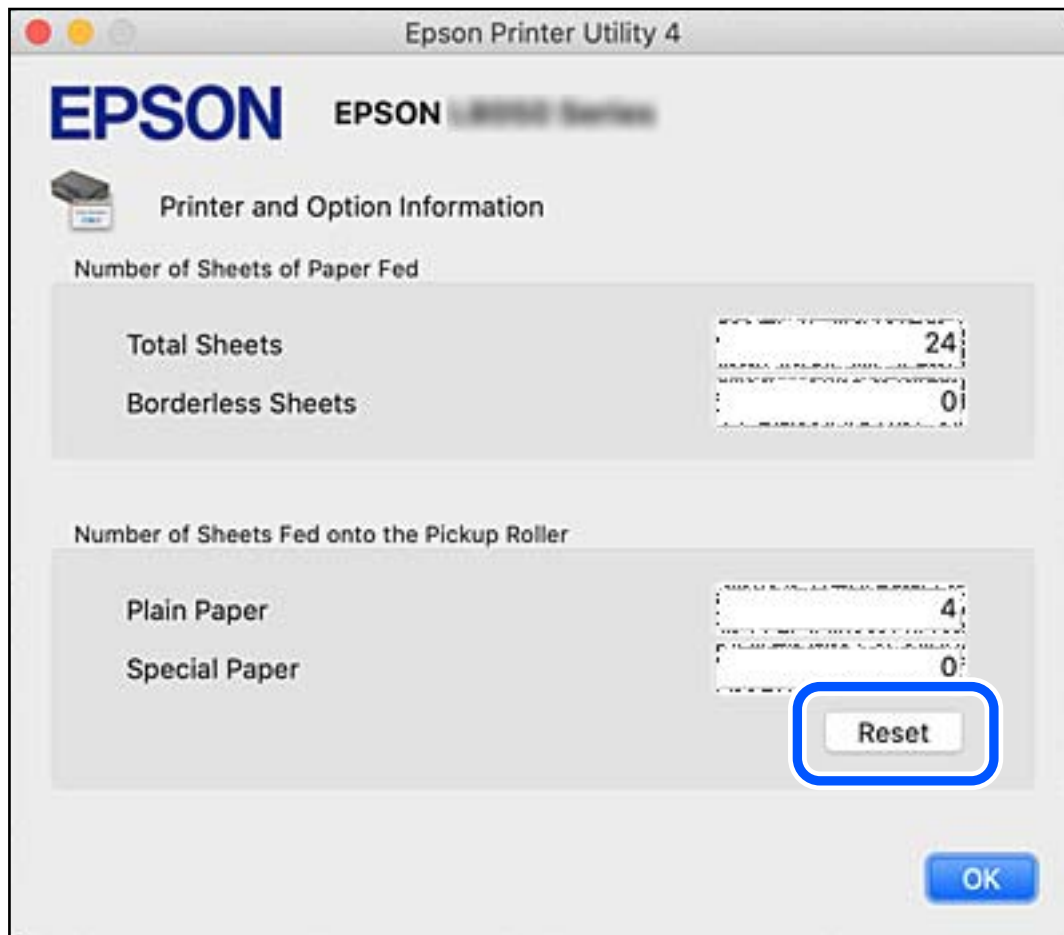 Epson Printer Utility 4
EPSON EPSON
Printer and Option Information
Number of Sheets of Paper Fed
Total Sheets 24
Borderless Sheets 0
Number of Sheets Fed onto the Pickup Roller
Plain Paper 4
Special Paper 0
Reset
OK